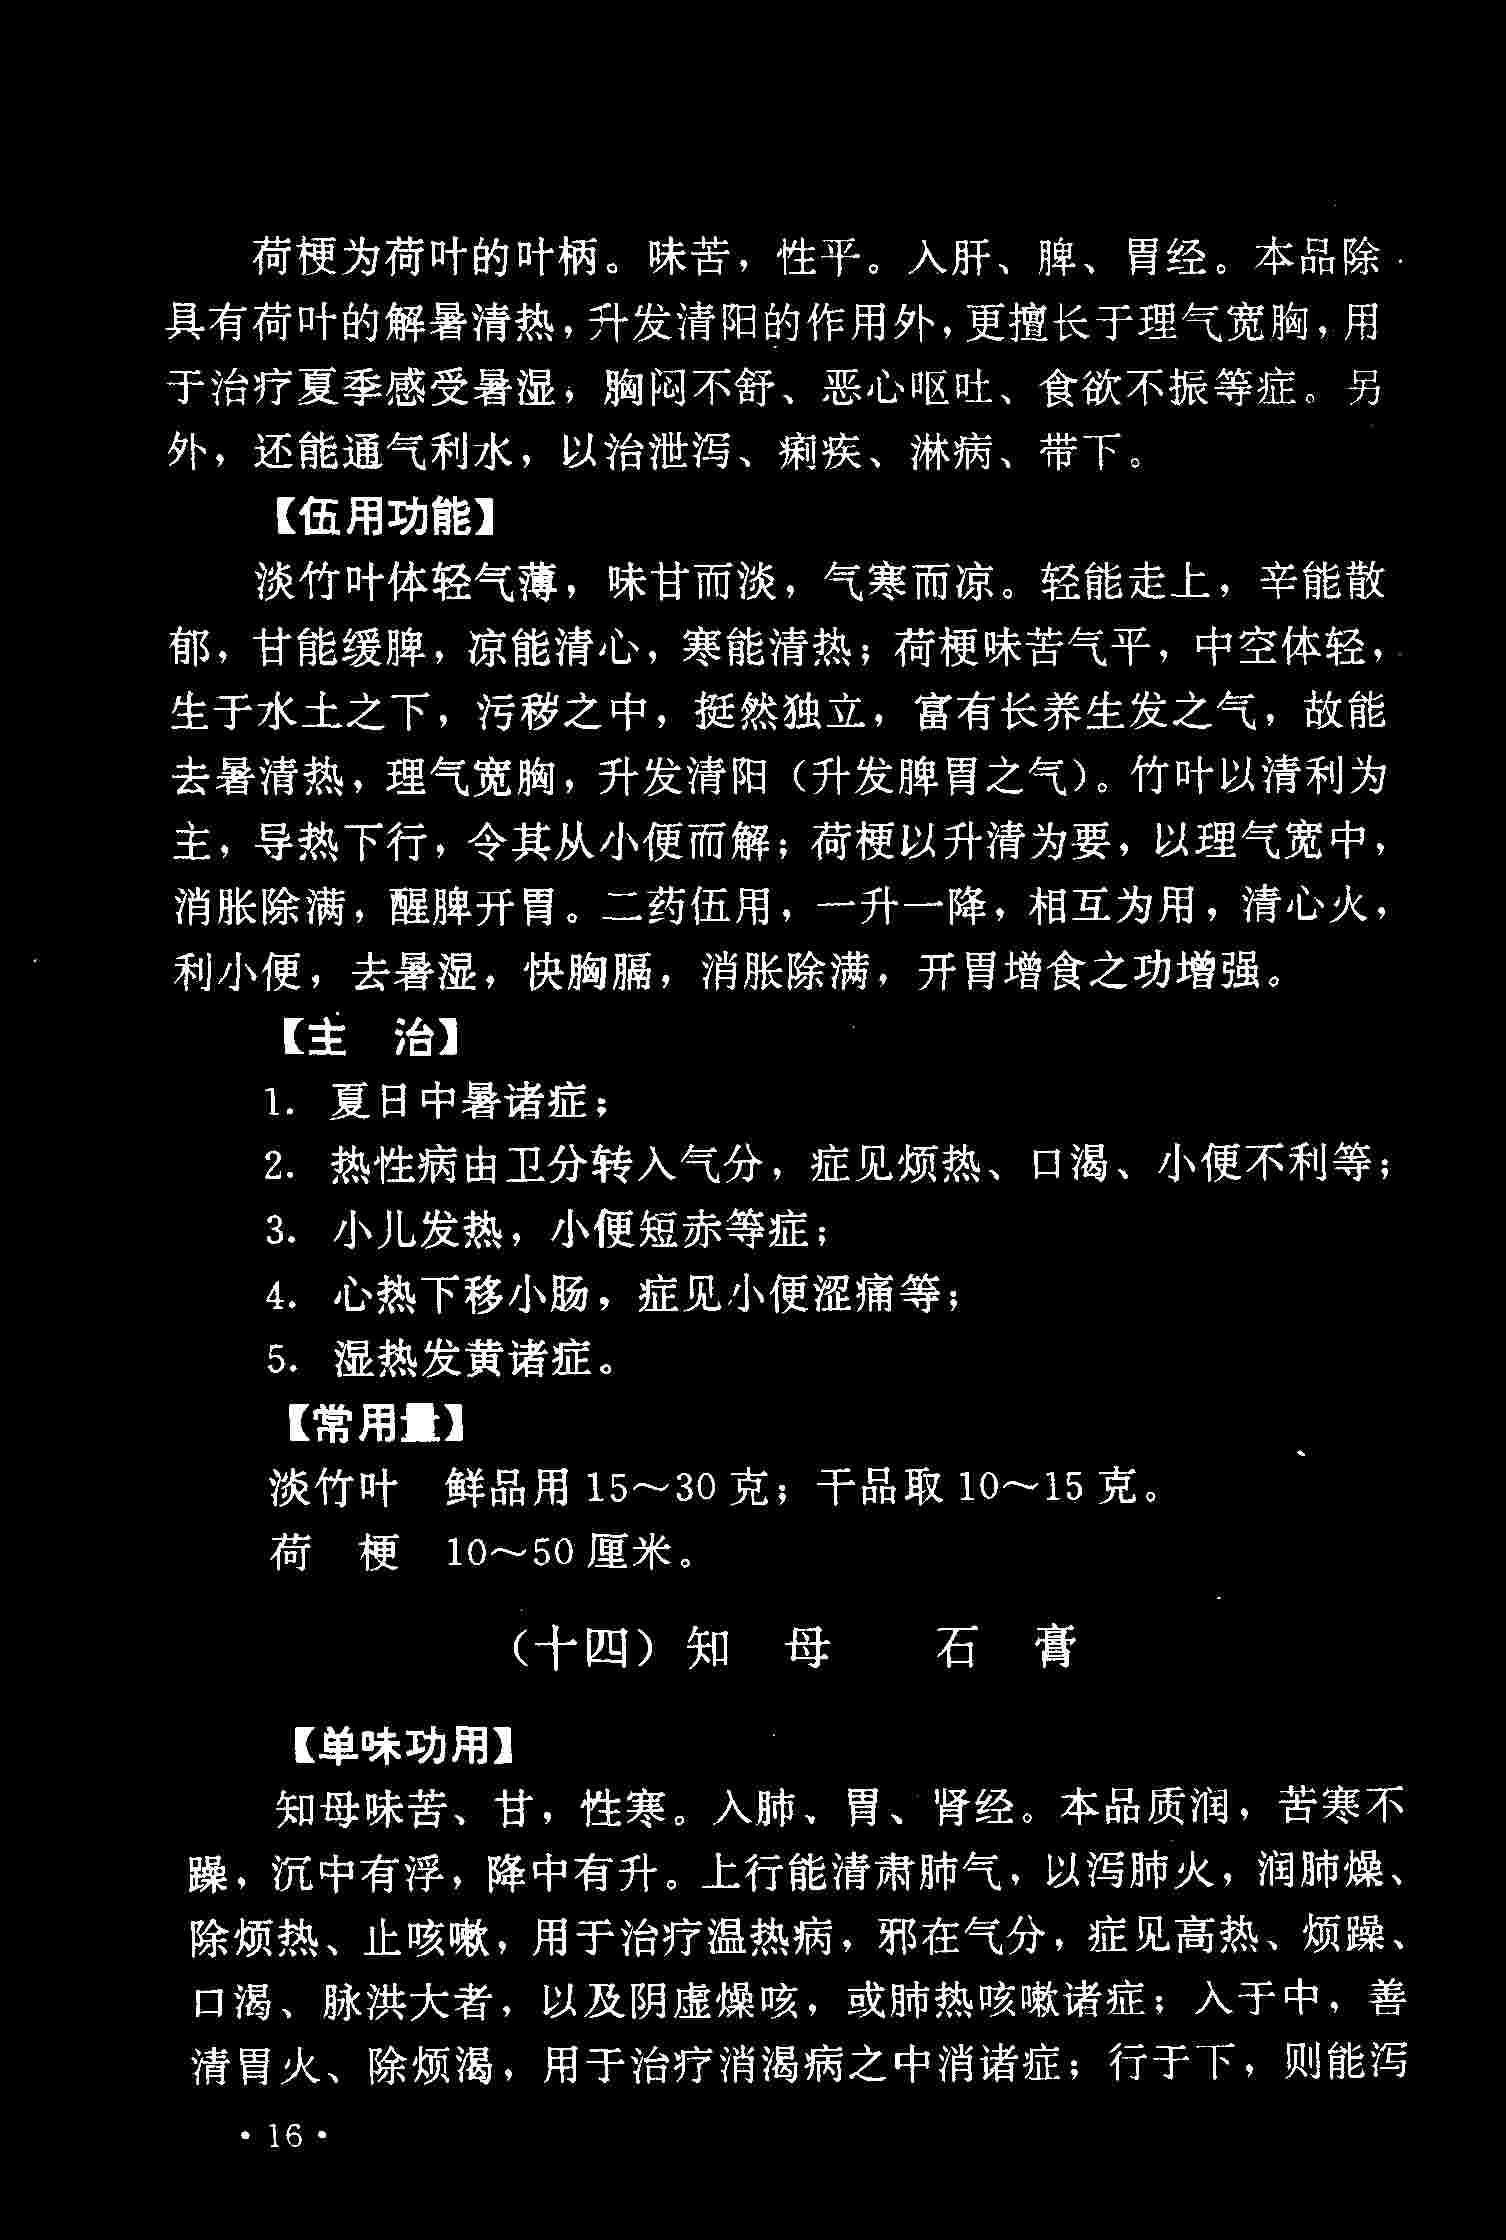 荷梗为荷叶的叶柄。味苦，性平。入肝、脾、胃经。本品除
具有荷叶的解暑清热，升发清阳的作用外，更擅长于理气宽胸，用
于治疗夏季感受暑湿，胸闷不舒、恶心呕吐、食欲不振等症。另
外，还能通气利水，以治泄泻、痢疾、淋病、带下。
【伍用功能】
淡竹叶体轻气薄，味甘而淡，气寒而凉。轻能走上，辛能散
郁，甘能缓脾，凉能清心，寒能清热；荷梗味苦气平，中空体轻，
生于水土之下，污秽之中，挺然独立，富有长养生发之气，故能
去暑清热，理气宽胸，升发清阳（升发脾胃之气）。竹叶以清利为
主，导热下行，令其从小便而解；荷梗以升清为要，以理气宽中，
消胀除满，醒脾开胃。二药伍用，一升一降，相互为用，清心火，
利小便，去暑湿，快胸膈，消胀除满，开胃增食之功增强。
【主　治】
1. 夏日中暑诸症；
2. 热性病由卫分转入气分，症见烦热、口渴、小便不利等；
3. 小儿发热，小便短赤等症；
4. 心热下移小肠，症见小便涩痛等；
5. 湿热发黄诸症。
【常用量】
淡竹叶　鲜品用 15～30 克；干品取 10～15 克。
荷　梗　10～50 厘米。
（十四）知　母　　石　膏
【单味功用】
知母味苦、甘，性寒。入肺、胃、肾经。本品质润，苦寒不
躁，沉中有浮，降中有升。上行能清肃肺气，以泻肺火，润肺燥、
除烦热、止咳嗽，用于治疗温热病，邪在气分，症见高热、烦躁、
口渴、脉洪大者，以及阴虚燥咳，或肺热咳嗽诸症；入于中，善
清胃火、除烦渴，用于治疗消渴病之中消诸症；行于下，则能泻
· 16 ·